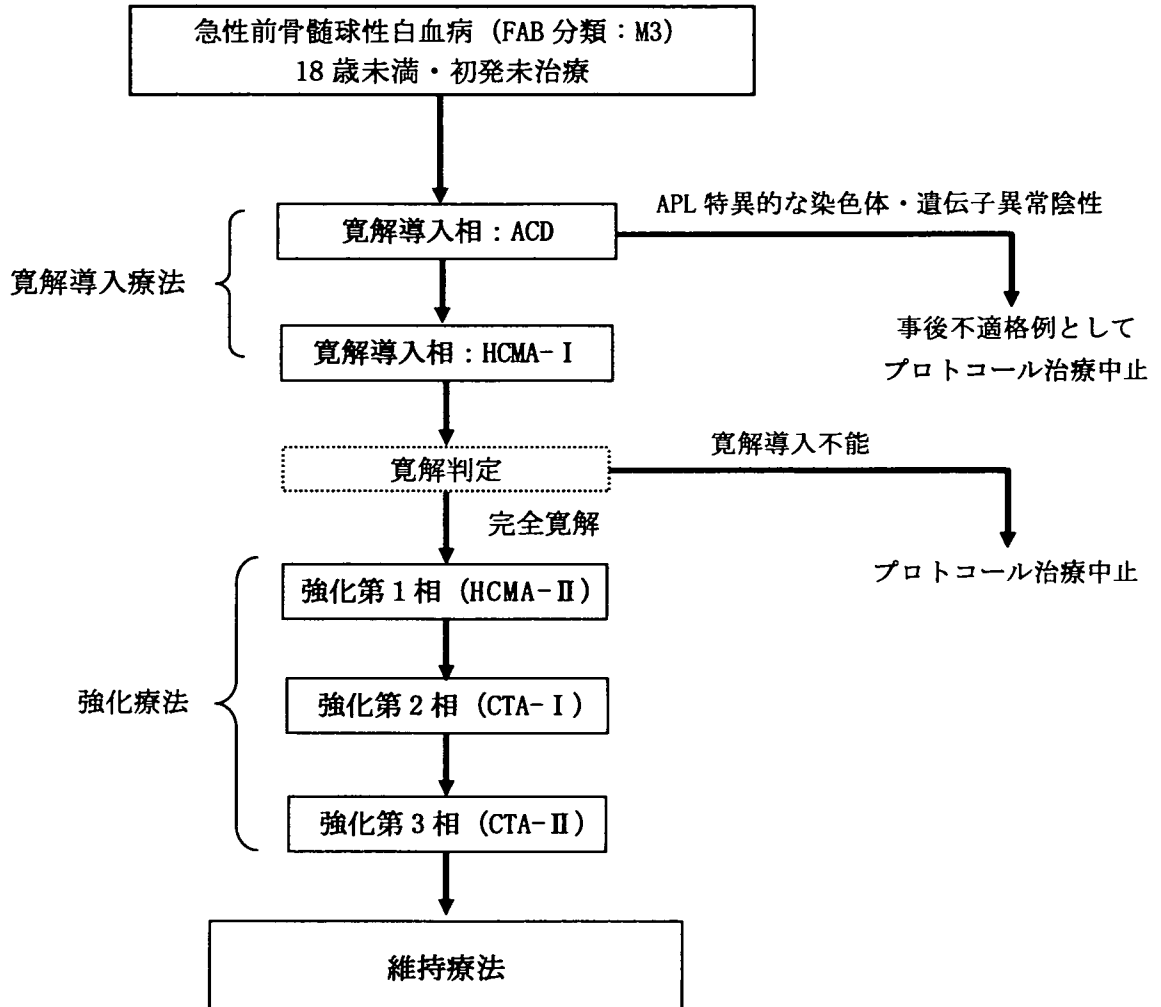 急性前骨髄球性白血病 (FAB 分類：M3)
18 歳未満・初発未治療
APL 特異的な染色体・遺伝子異常陰性
寛解導入相：ACD
寛解導入療法
事後不適格例として
プロトコール治療中止
寛解導入相：HCMA-Ⅰ
寛解導入不能
寛解判定
完全寛解
プロトコール治療中止
強化第 1 相 (HCMA-Ⅱ)
強化療法
強化第 2 相 (CTA-Ⅰ)
強化第 3 相 (CTA-Ⅱ)
維持療法